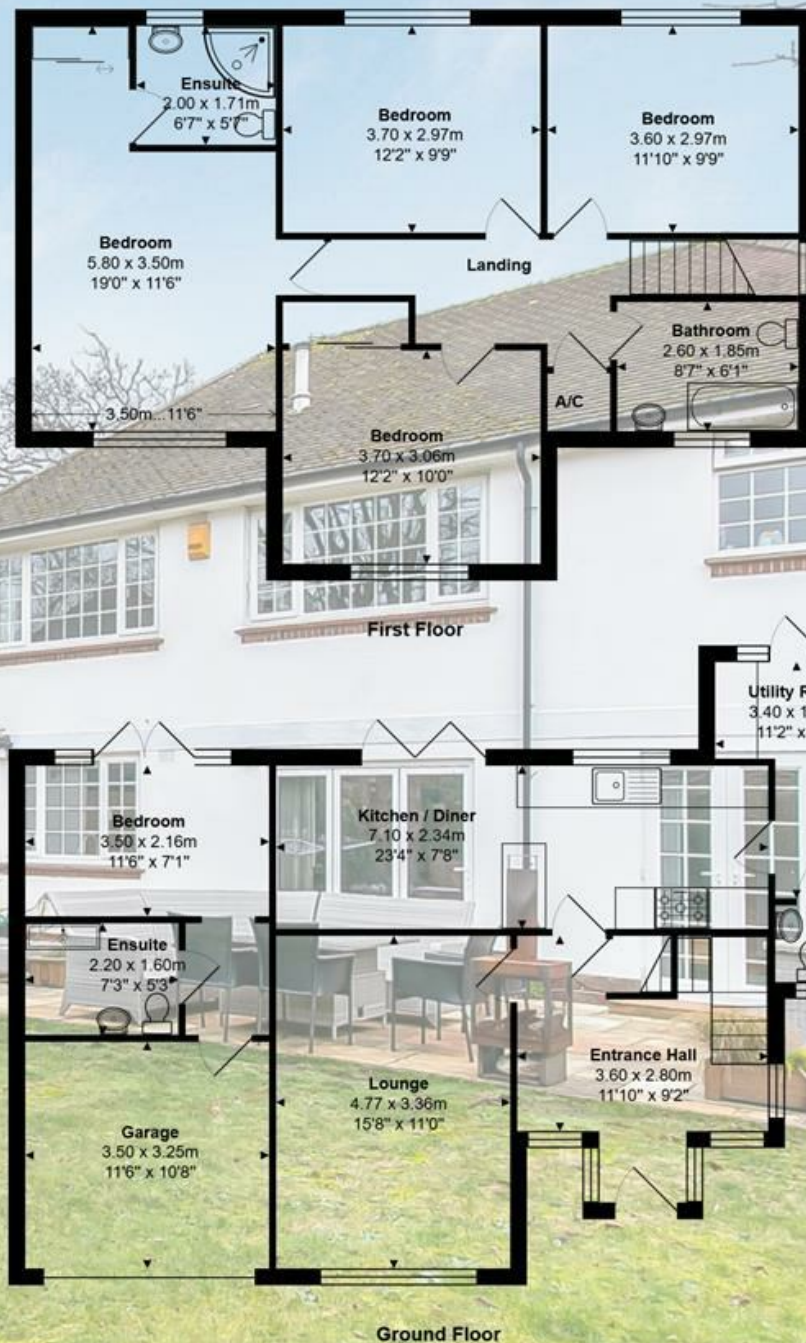 Ensuite
2.00 x 1.71m
6'7" x 5'7"
Bedroom
3.70 x 2.97m
12'2" x 9'9"
Bedroom
3.60 x 2.97m
11'10" x 9'9"
Bedroom
5.80 x 3.50m
19'0" x 11'6"
Landing
Bathroom
2.60 x 1.85m
8'7" x 6'1"
A/C
3.50m...11'6"
Bedroom
3.70 x 3.06m
12'2" x 10'0"
First Floor
Utility R
3.40 x 1
11'2" x
Bedroom
3.50 x 2.16m
11'6" x 7'1"
Kitchen / Diner
7.10 x 2.34m
23'4" x 7'8"
Ensuite
2.20 x 1.60m
7'3" x 5'3"
Entrance Hall
3.60 x 2.80m
11'10" x 9'2"
Lounge
4.77 x 3.36m
15'8" x 11'0"
Garage
3.50 x 3.25m
11'6" x 10'8"
Ground Floor